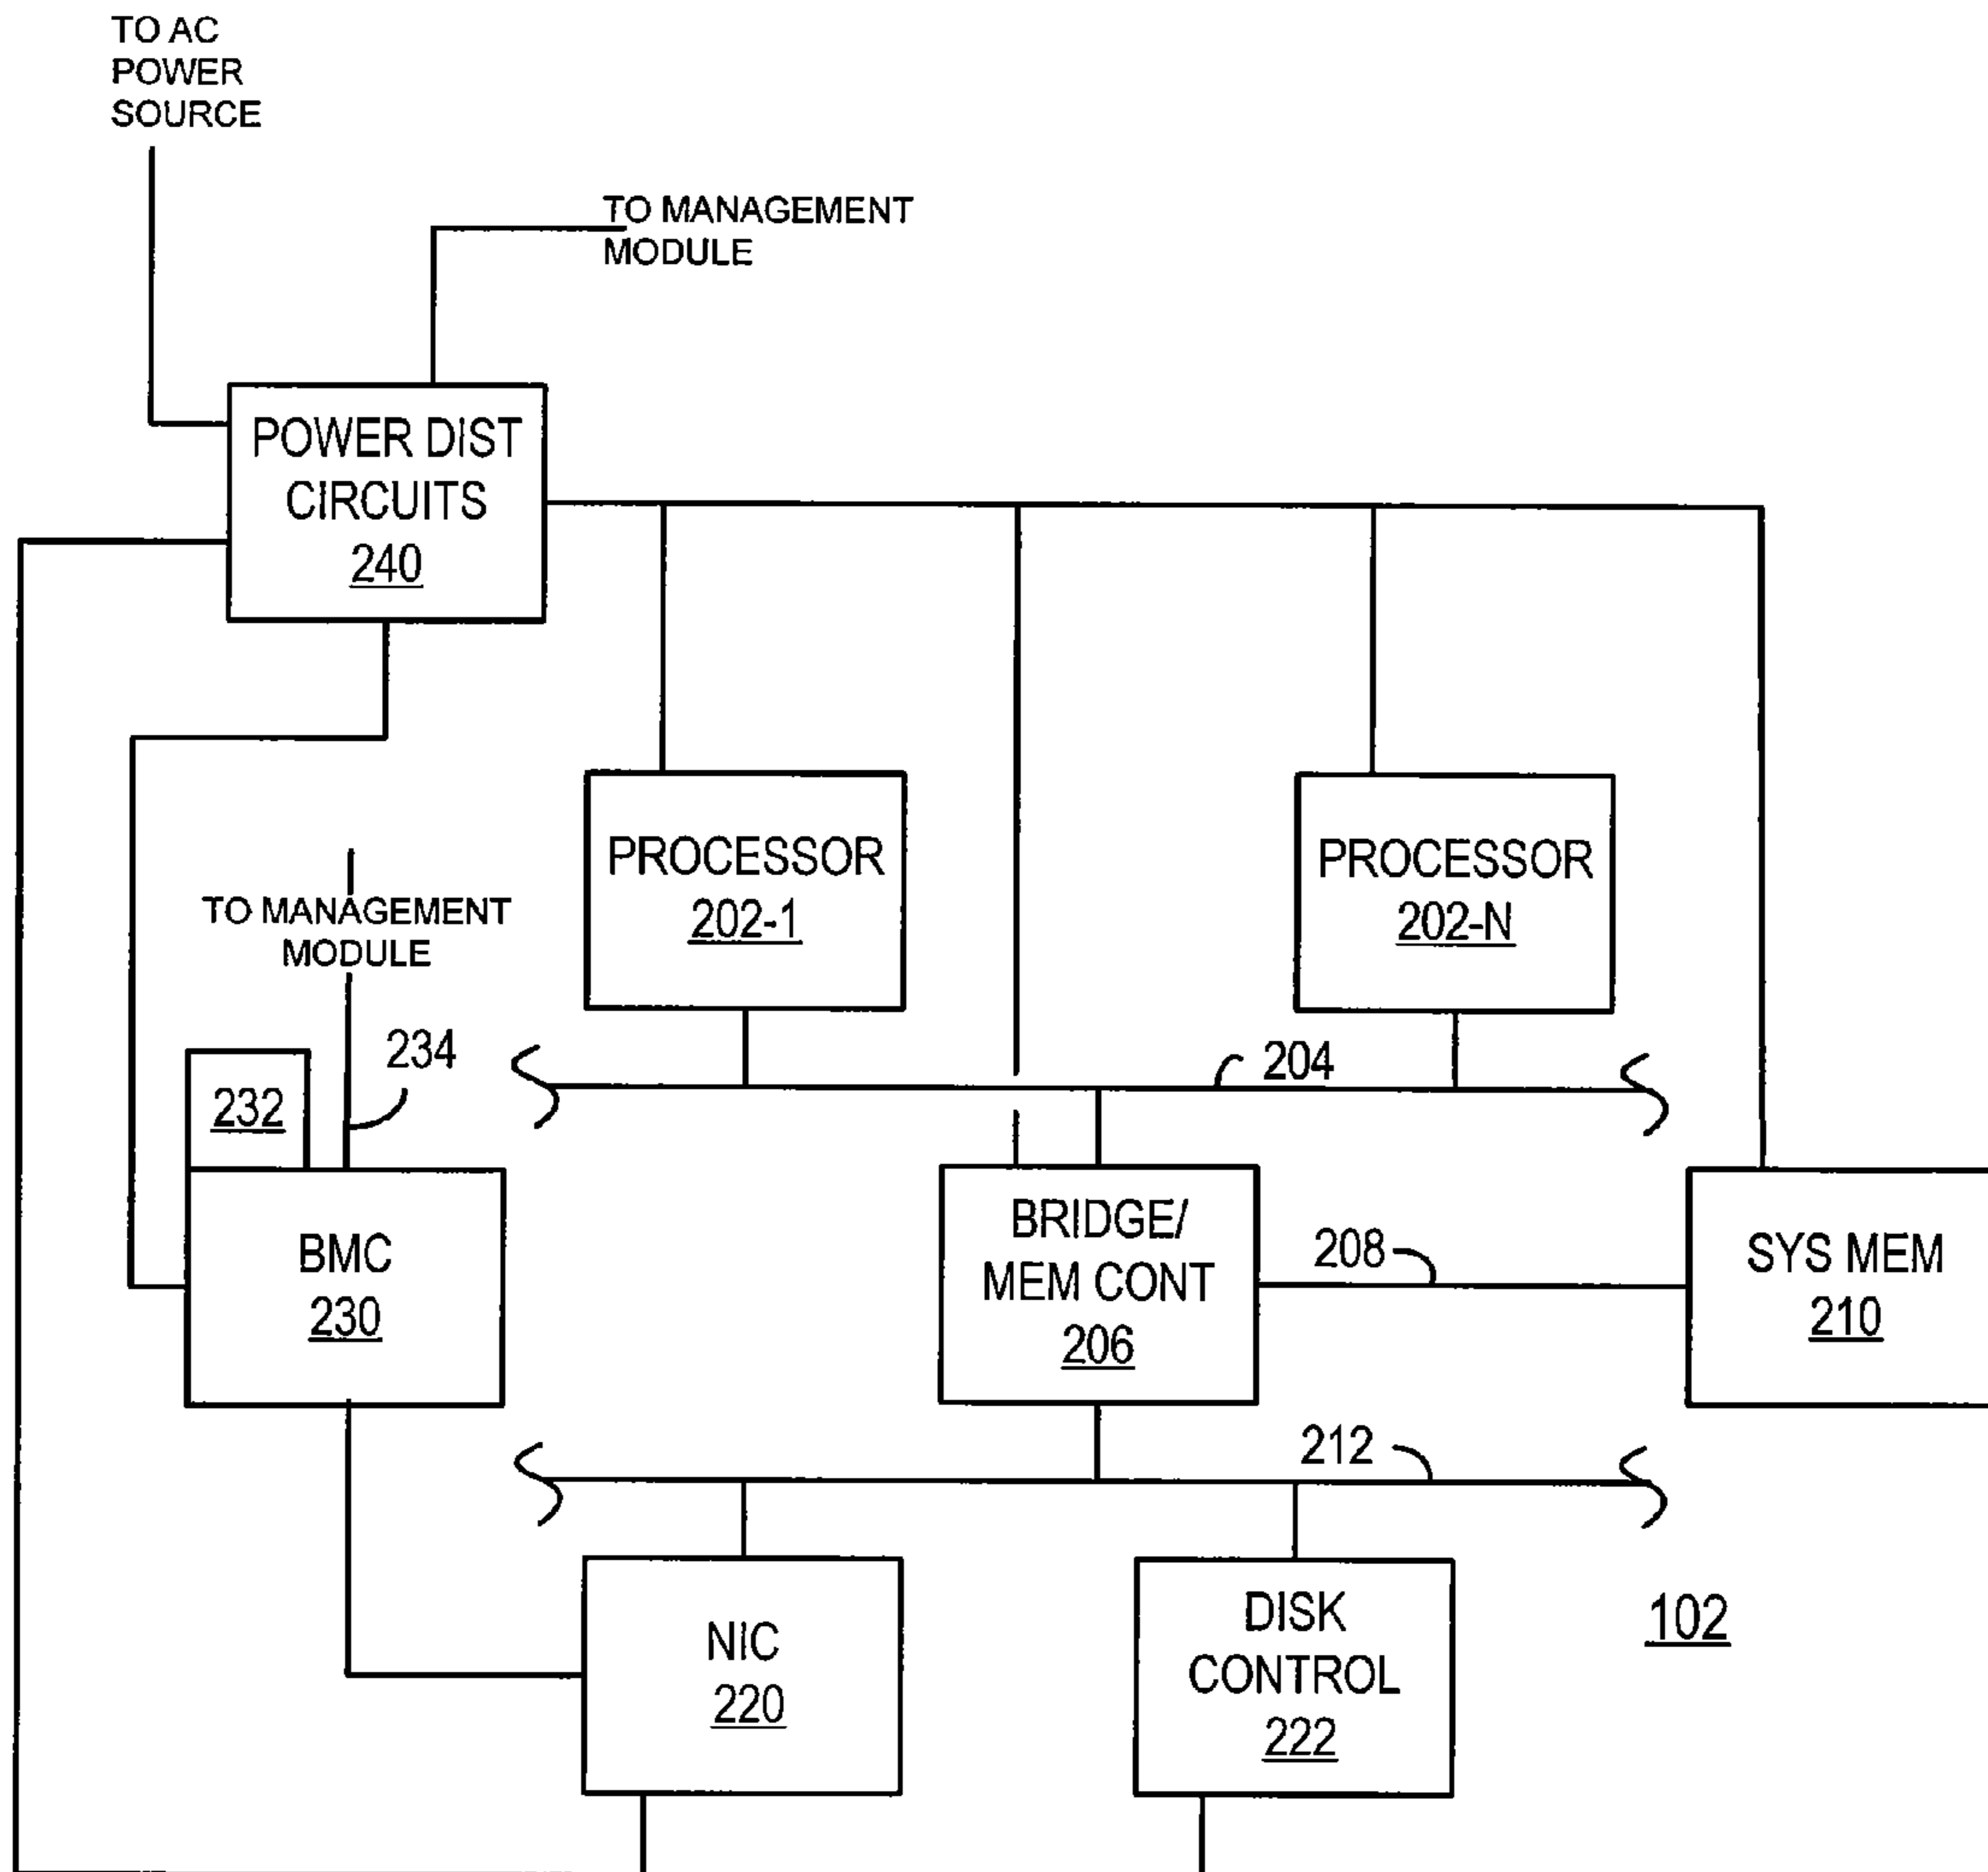 TO AC
POWER
SOURCE
TO MANAGEMENT
MODULE
POWER DIST
CIRCUITS
240
PROCESSOR
202-1
PROCESSOR
202-N
TO MANAGEMENT
MODULE
234
204
232
BMC
230
BRIDGE/
MEM CONT
206
208
SYS MEM
210
212
NIC
220
DISK
CONTROL
222
102